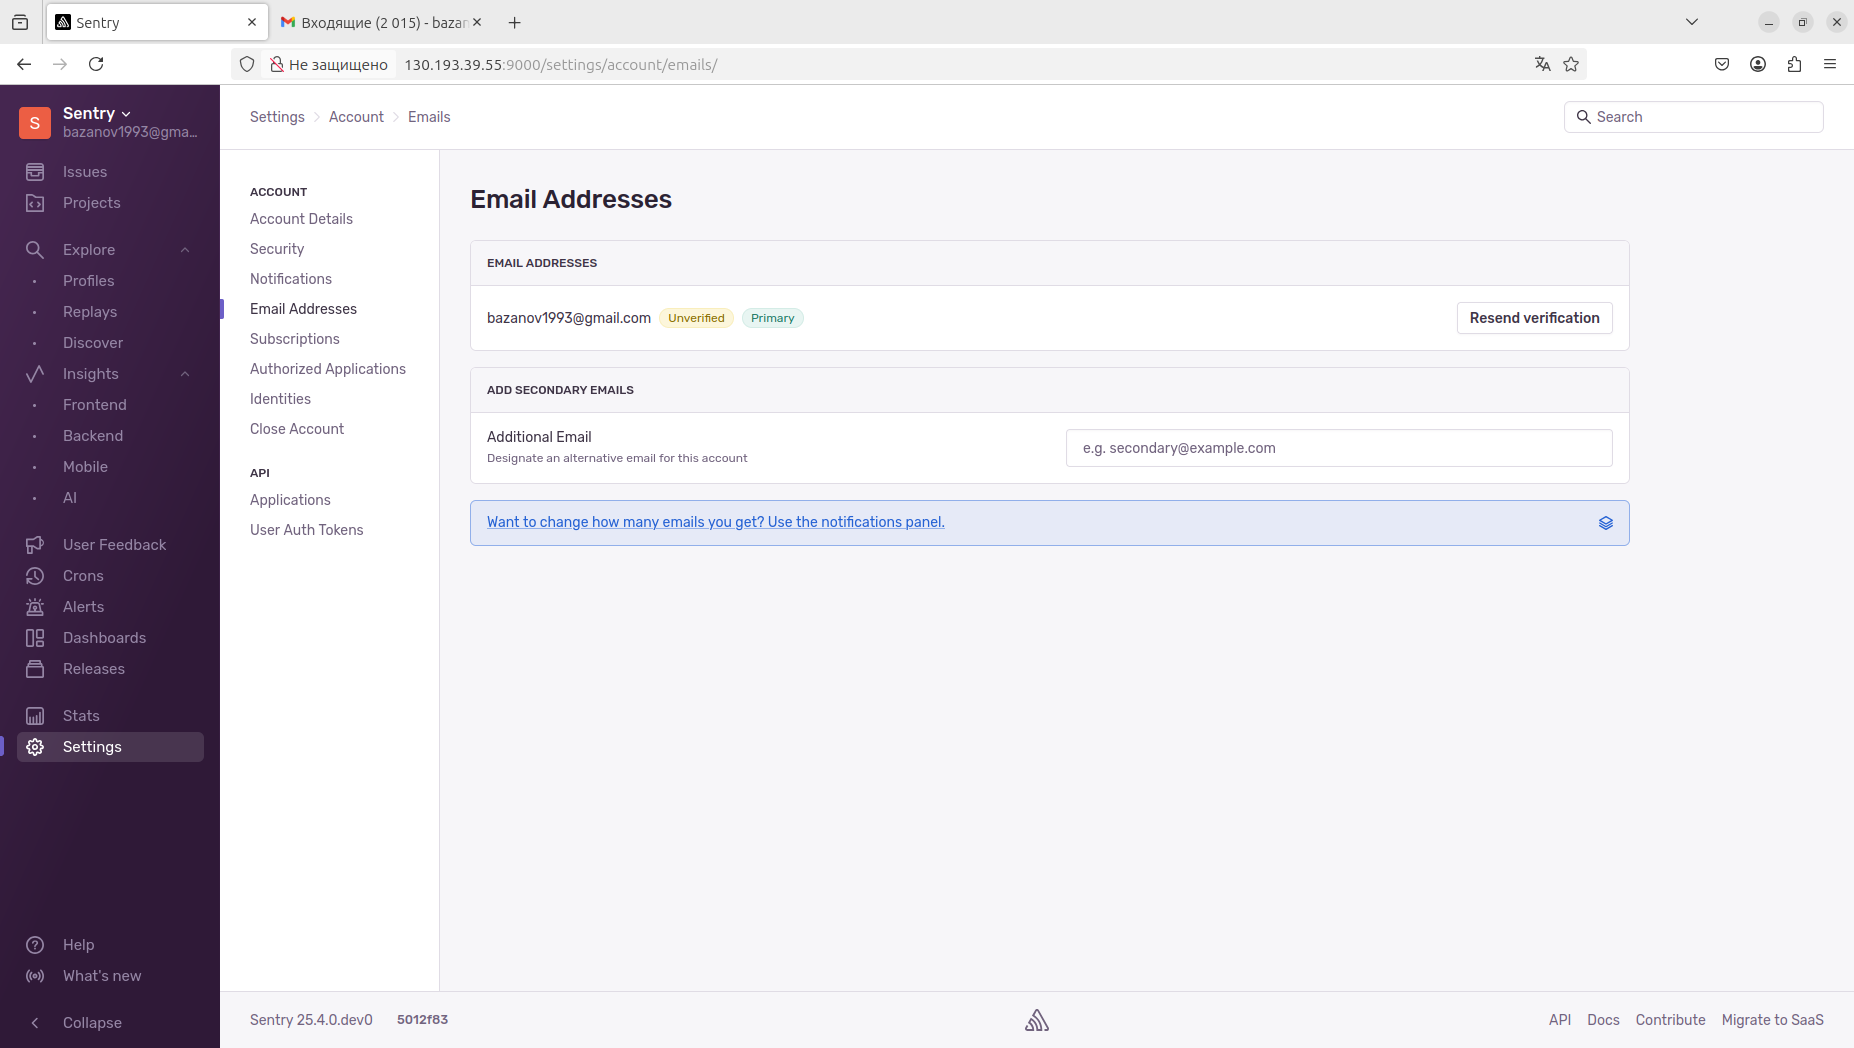 Sentry
Входящие (2 015) - bazan
Не защищено
130.193.39.55:9000/settings/account/emails/
S
Sentry
bazanov1993@gma...
Issues
Projects
Explore
Profiles
Replays
Discover
Insights
Frontend
Backend
Mobile
AI
User Feedback
Crons
Alerts
Dashboards
Releases
Stats
Settings
Help
What's new
Collapse
Settings > Account > Emails
Search
ACCOUNT
Account Details
Security
Notifications
Email Addresses
Subscriptions
Authorized Applications
Identities
Close Account
API
Applications
User Auth Tokens
Email Addresses
EMAIL ADDRESSES
bazanov1993@gmail.com Unverified Primary Resend verification
ADD SECONDARY EMAILS
Additional Email
Designate an alternative email for this account
e.g. secondary@example.com
Want to change how many emails you get? Use the notifications panel.
Sentry 25.4.0.dev0 5012f83
API Docs Contribute Migrate to SaaS